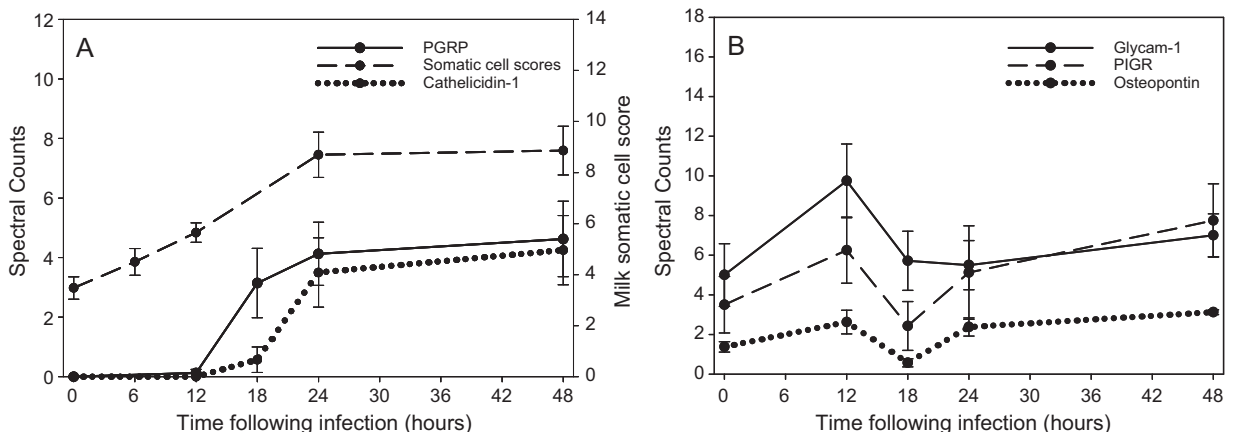 A
PGRP
Somatic cell scores
Cathelicidin-1
Spectral Counts
12
10
8
6
4
2
0
Milk somatic cell score
14
12
10
8
6
4
2
0
0 6 12 18 24 30 36 42 48
Time following infection (hours)
B
Glycam-1
PIGR
Osteopontin
Spectral Counts
18
16
14
12
10
8
6
4
2
0
0 6 12 18 24 30 36 42 48
Time following infection (hours)